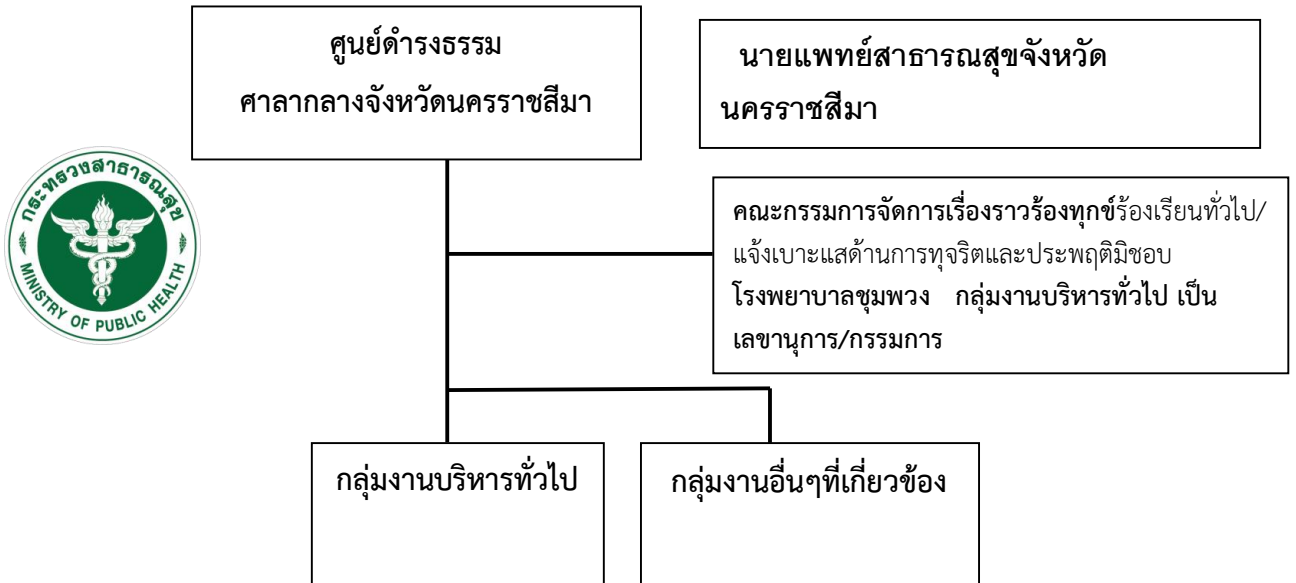 ศูนย์ดำรงธรรม
ศาลากลางจังหวัดนครราชสีมา
นายแพทย์สาธารณสุขจังหวัด
นครราชสีมา
กระทรวงสาธารณสุข
MINISTRY OF PUBLIC HEALTH
คณะกรรมการจัดการเรื่องราวร้องทุกข์ร้องเรียนทั่วไป/
แจ้งเบาะแสด้านการทุจริตและประพฤติมิชอบ
โรงพยาบาลชุมพวง กลุ่มงานบริหารทั่วไป เป็น
เลขานุการ/กรรมการ
กลุ่มงานบริหารทั่วไป
กลุ่มงานอื่นๆที่เกี่ยวข้อง